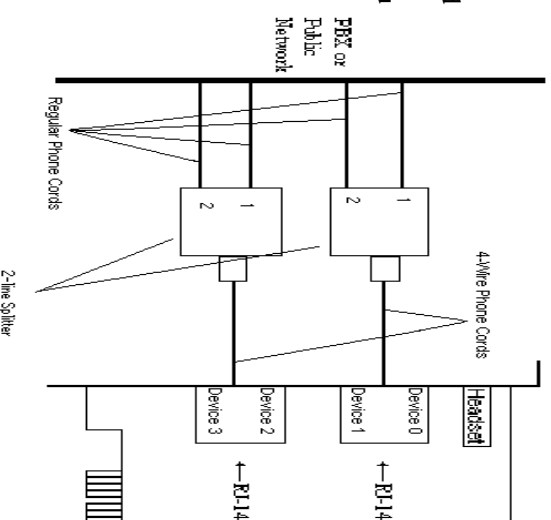 PBX or
Public
Network
Regular Phone Cords
1
2
1
2
4-Wire Phone Cords
2-line Splitter
Headset
Device 0
Device 1
Device 2
Device 3
←RJ-14
←RJ-14